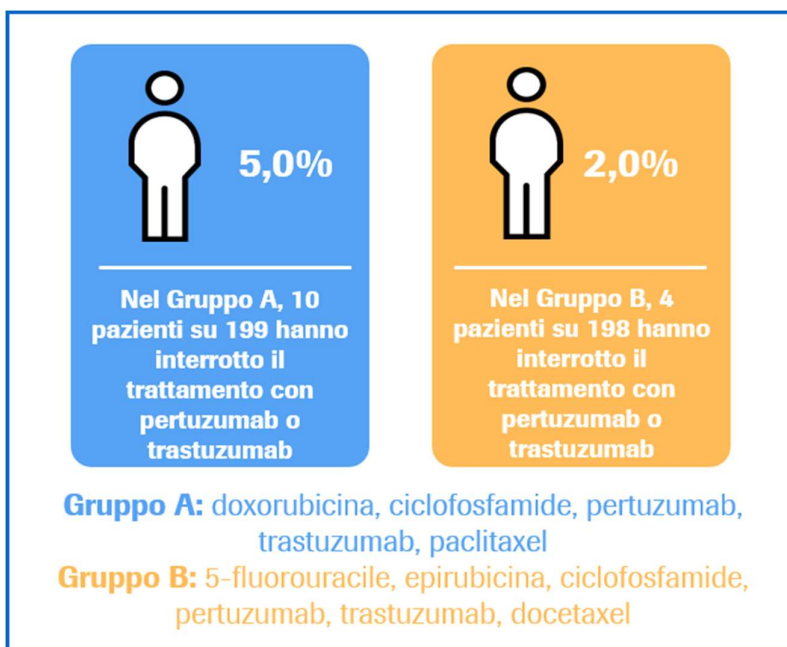 5,0%
Nel Gruppo A, 10
pazienti su 199 hanno
interrotto il
trattamento con
pertuzumab o
trastuzumab
2,0%
Nel Gruppo B, 4
pazienti su 198 hanno
interrotto il
trattamento con
pertuzumab o
trastuzumab
Gruppo A: doxorubicina, ciclofosfamide, pertuzumab,
trastuzumab, paclitaxel
Gruppo B: 5-fluorouracile, epirubicina, ciclofosfamide,
pertuzumab, trastuzumab, docetaxel